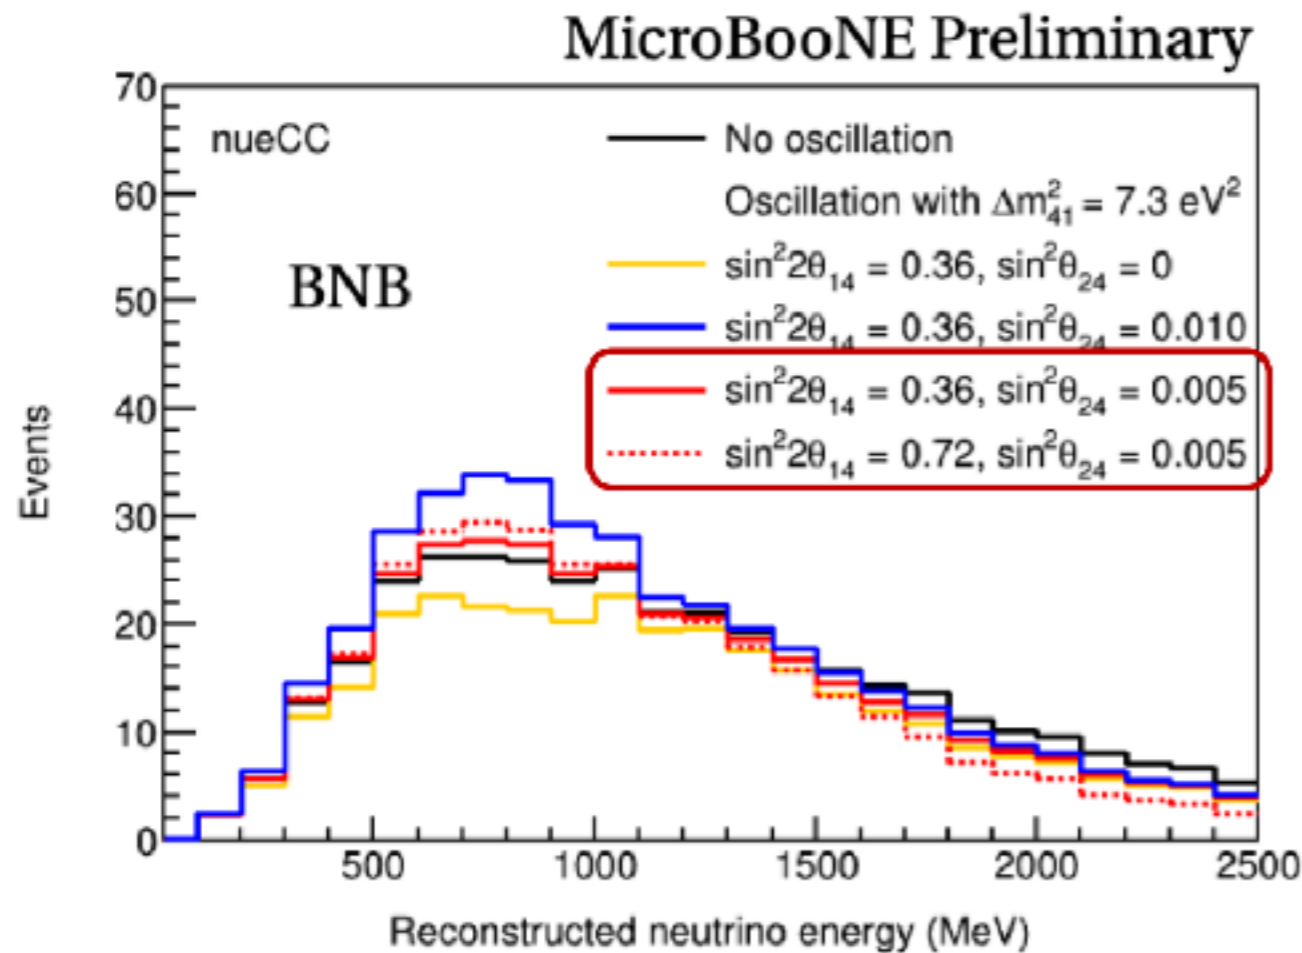 MicroBooNE Preliminary
70
60
50
40
30
20
10
0
Events
nueCC
BNB
No oscillation
Oscillation with Δm²₄₁ = 7.3 eV²
sin²2θ₁₄ = 0.36, sin²θ₂₄ = 0
sin²2θ₁₄ = 0.36, sin²θ₂₄ = 0.010
sin²2θ₁₄ = 0.36, sin²θ₂₄ = 0.005
sin²2θ₁₄ = 0.72, sin²θ₂₄ = 0.005
500 1000 1500 2000 2500
Reconstructed neutrino energy (MeV)